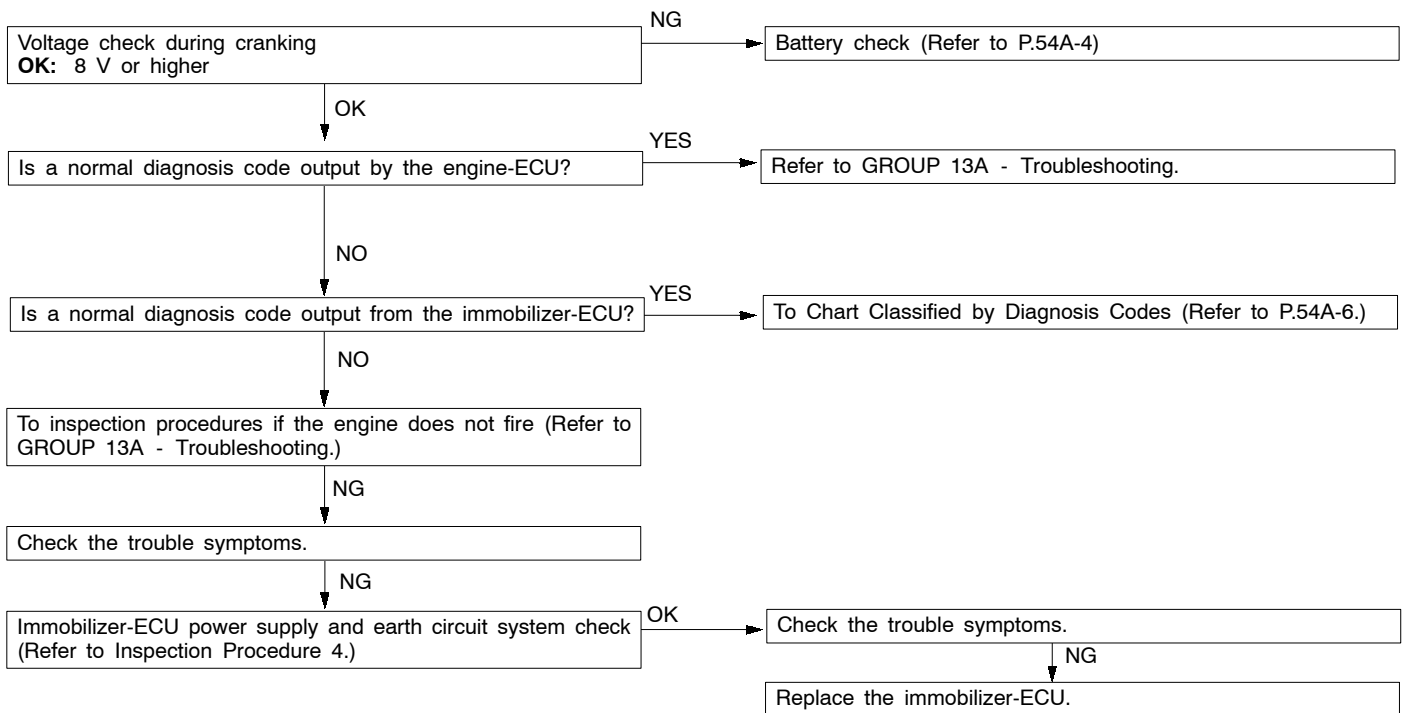 NG
Voltage check during cranking
OK: 8 V or higher
Battery check (Refer to P.54A-4)
OK
YES
Is a normal diagnosis code output by the engine-ECU?
Refer to GROUP 13A - Troubleshooting.
NO
YES
Is a normal diagnosis code output from the immobilizer-ECU?
To Chart Classified by Diagnosis Codes (Refer to P.54A-6.)
NO
To inspection procedures if the engine does not fire (Refer to
GROUP 13A - Troubleshooting.)
NG
Check the trouble symptoms.
NG
Immobilizer-ECU power supply and earth circuit system check
(Refer to Inspection Procedure 4.)
OK
Check the trouble symptoms.
NG
Replace the immobilizer-ECU.